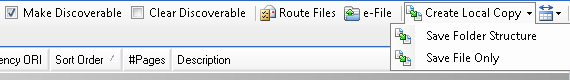 Make Discoverable Clear Discoverable Route Files e-File Create Local Copy
Save Folder Structure
Save File Only
ency ORI Sort Order #Pages Description